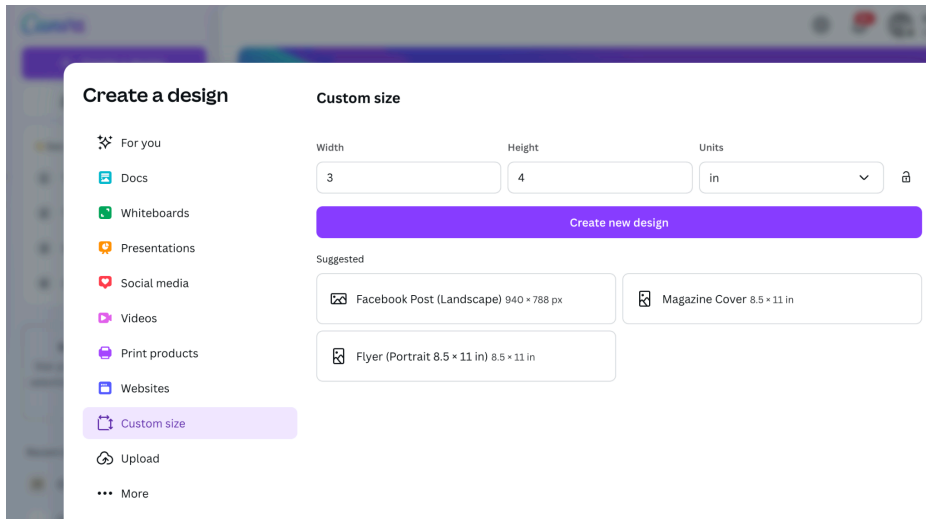 Canva
Create a design
For you
Docs
Whiteboards
Presentations
Social media
Videos
Print products
Websites
Custom size
Upload
More
Custom size
Width
Height
Units
3
4
in
Create new design
Suggested
Facebook Post (Landscape) 940 × 788 px
Magazine Cover 8.5 × 11 in
Flyer (Portrait 8.5 × 11 in) 8.5 × 11 in